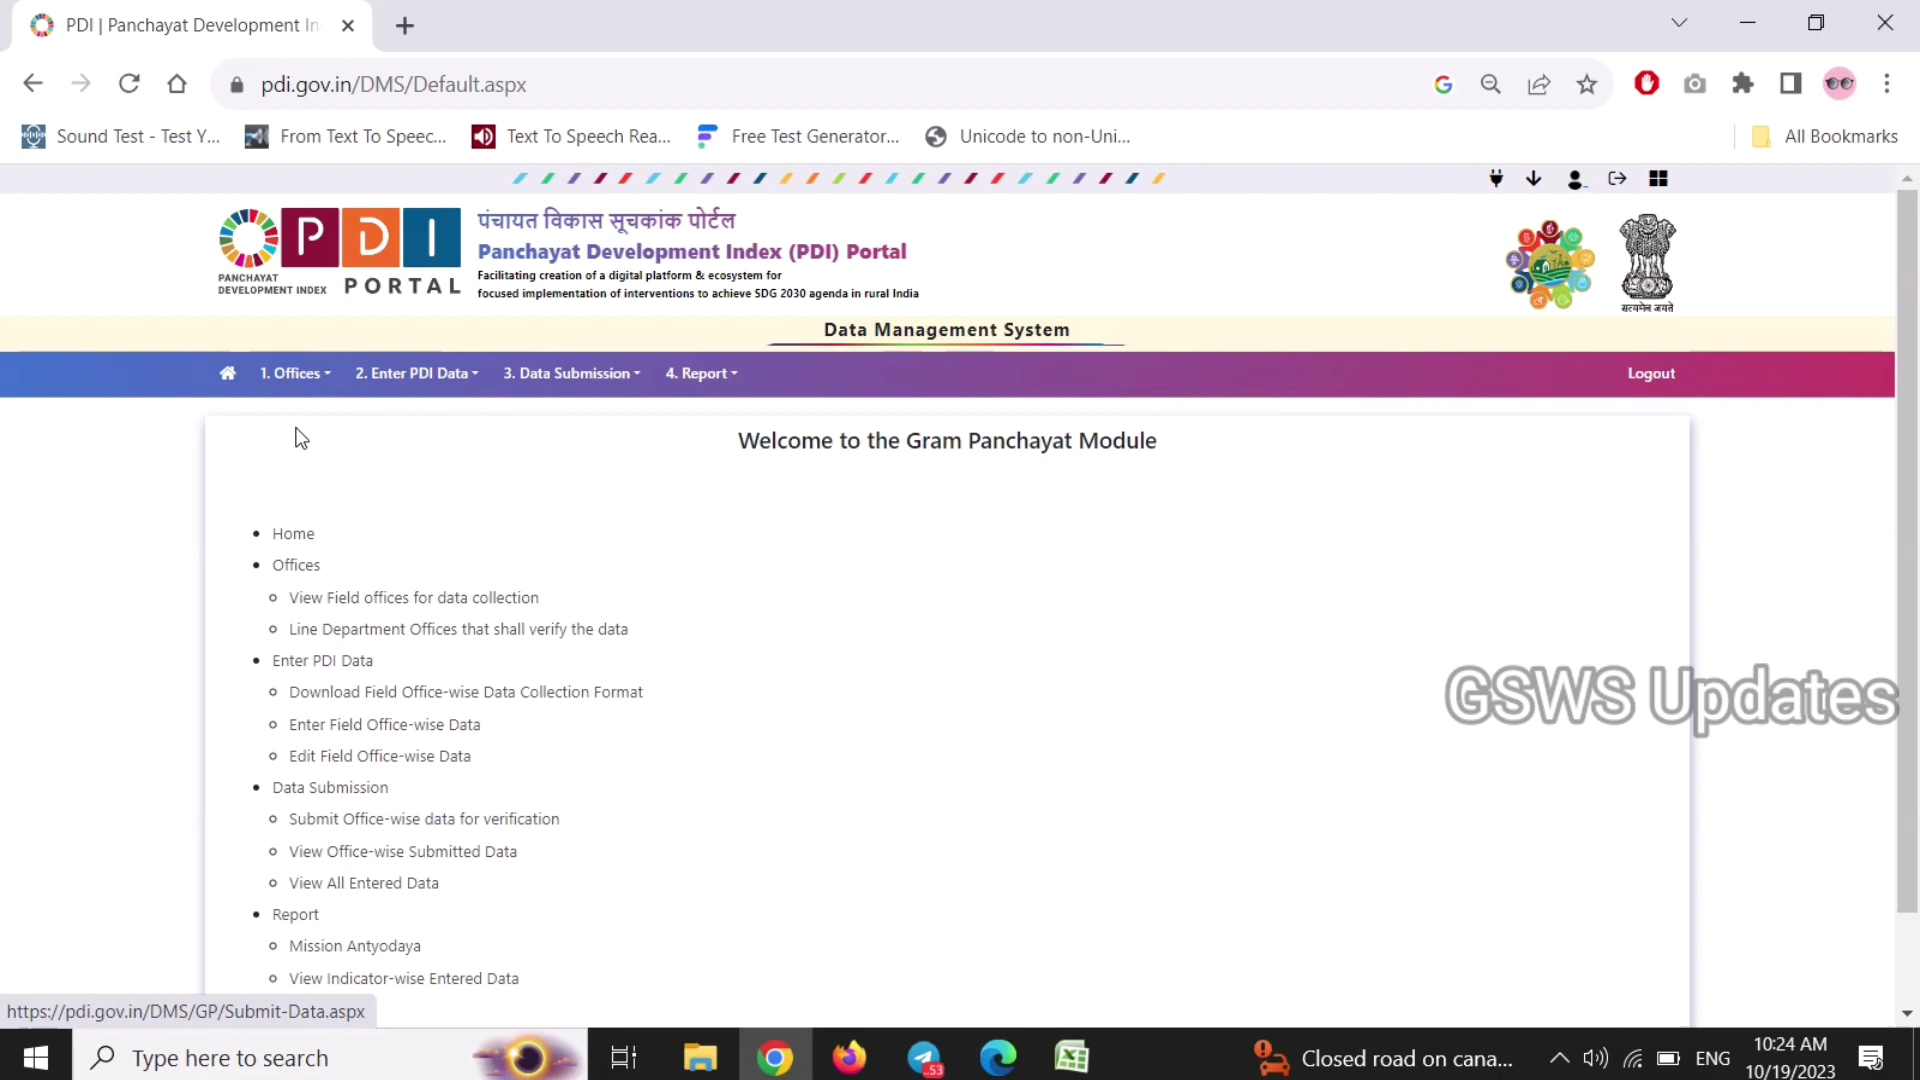 PDI | Panchayat Development In
pdi.gov.in/DMS/Default.aspx
Sound Test - Test Y...
From Text To Speec...
Text To Speech Rea...
Free Test Generator...
Unicode to non-Uni...
All Bookmarks
PDI
PANCHAYAT
DEVELOPMENT INDEX
PORTAL
पंचायत विकास सूचकांक पोर्टल
Panchayat Development Index (PDI) Portal
Facilitating creation of a digital platform & ecosystem for
focused implementation of interventions to achieve SDG 2030 agenda in rural India
सत्यमेव जयते
Data Management System
1. Offices
2. Enter PDI Data
3. Data Submission
4. Report
Logout
Welcome to the Gram Panchayat Module
Home
Offices
View Field offices for data collection
Line Department Offices that shall verify the data
Enter PDI Data
Download Field Office-wise Data Collection Format
Enter Field Office-wise Data
Edit Field Office-wise Data
Data Submission
Submit Office-wise data for verification
View Office-wise Submitted Data
View All Entered Data
Report
Mission Antyodaya
View Indicator-wise Entered Data
GSWS Updates
https://pdi.gov.in/DMS/GP/Submit-Data.aspx
Type here to search
..53
Closed road on cana...
ENG
10:24 AM
10/19/2023